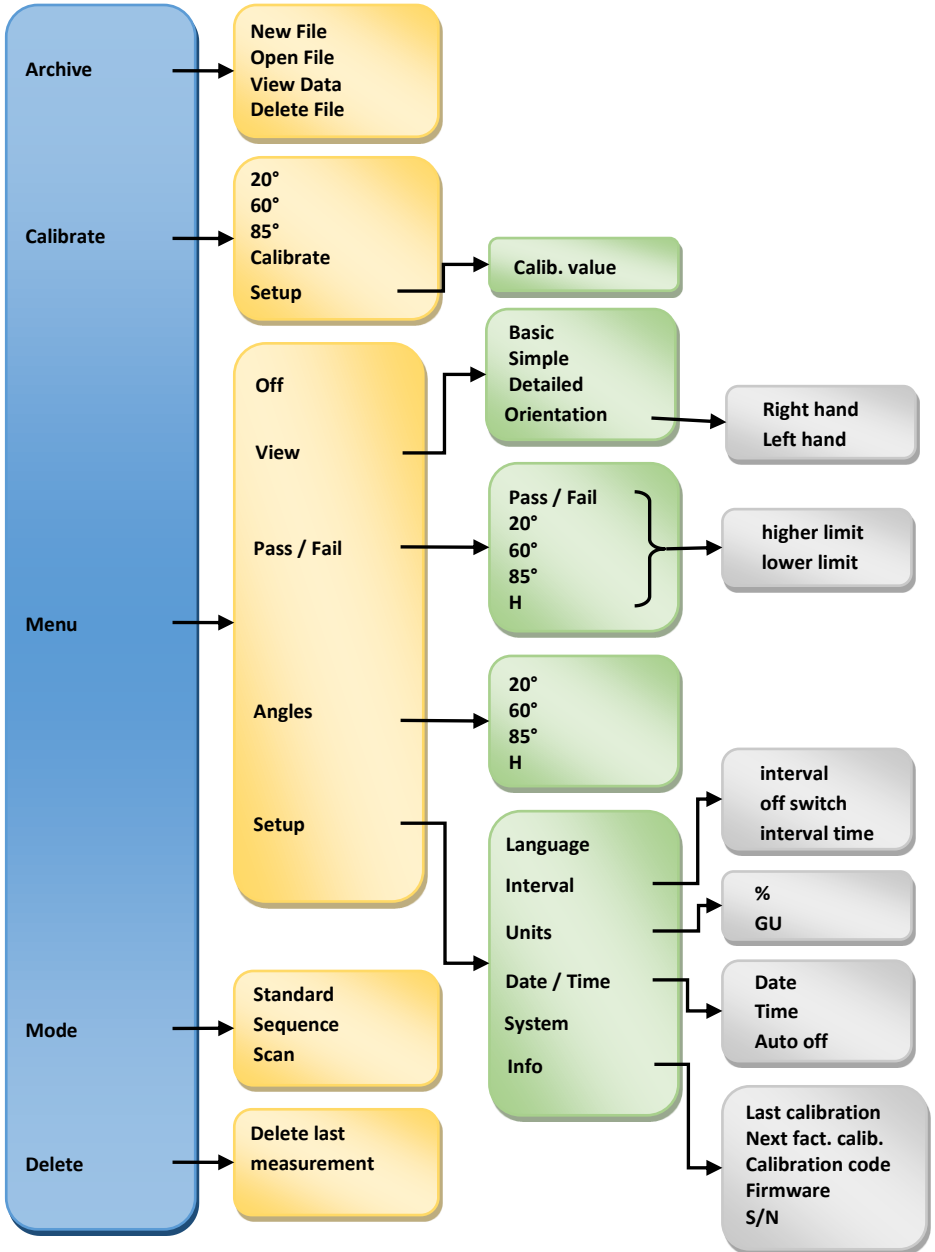 Archive
New File
Open File
View Data
Delete File
Calibrate
20°
60°
85°
Calibrate
Setup
Calib. value
Menu
Off
View
Basic
Simple
Detailed
Orientation
Right hand
Left hand
Pass / Fail
Pass / Fail
20°
60°
85°
H
higher limit
lower limit
Angles
20°
60°
85°
H
Setup
Language
Interval
interval
off switch
interval time
Units
%
GU
Date / Time
Date
Time
Auto off
System
Info
Last calibration
Next fact. calib.
Calibration code
Firmware
S/N
Mode
Standard
Sequence
Scan
Delete
Delete last
measurement